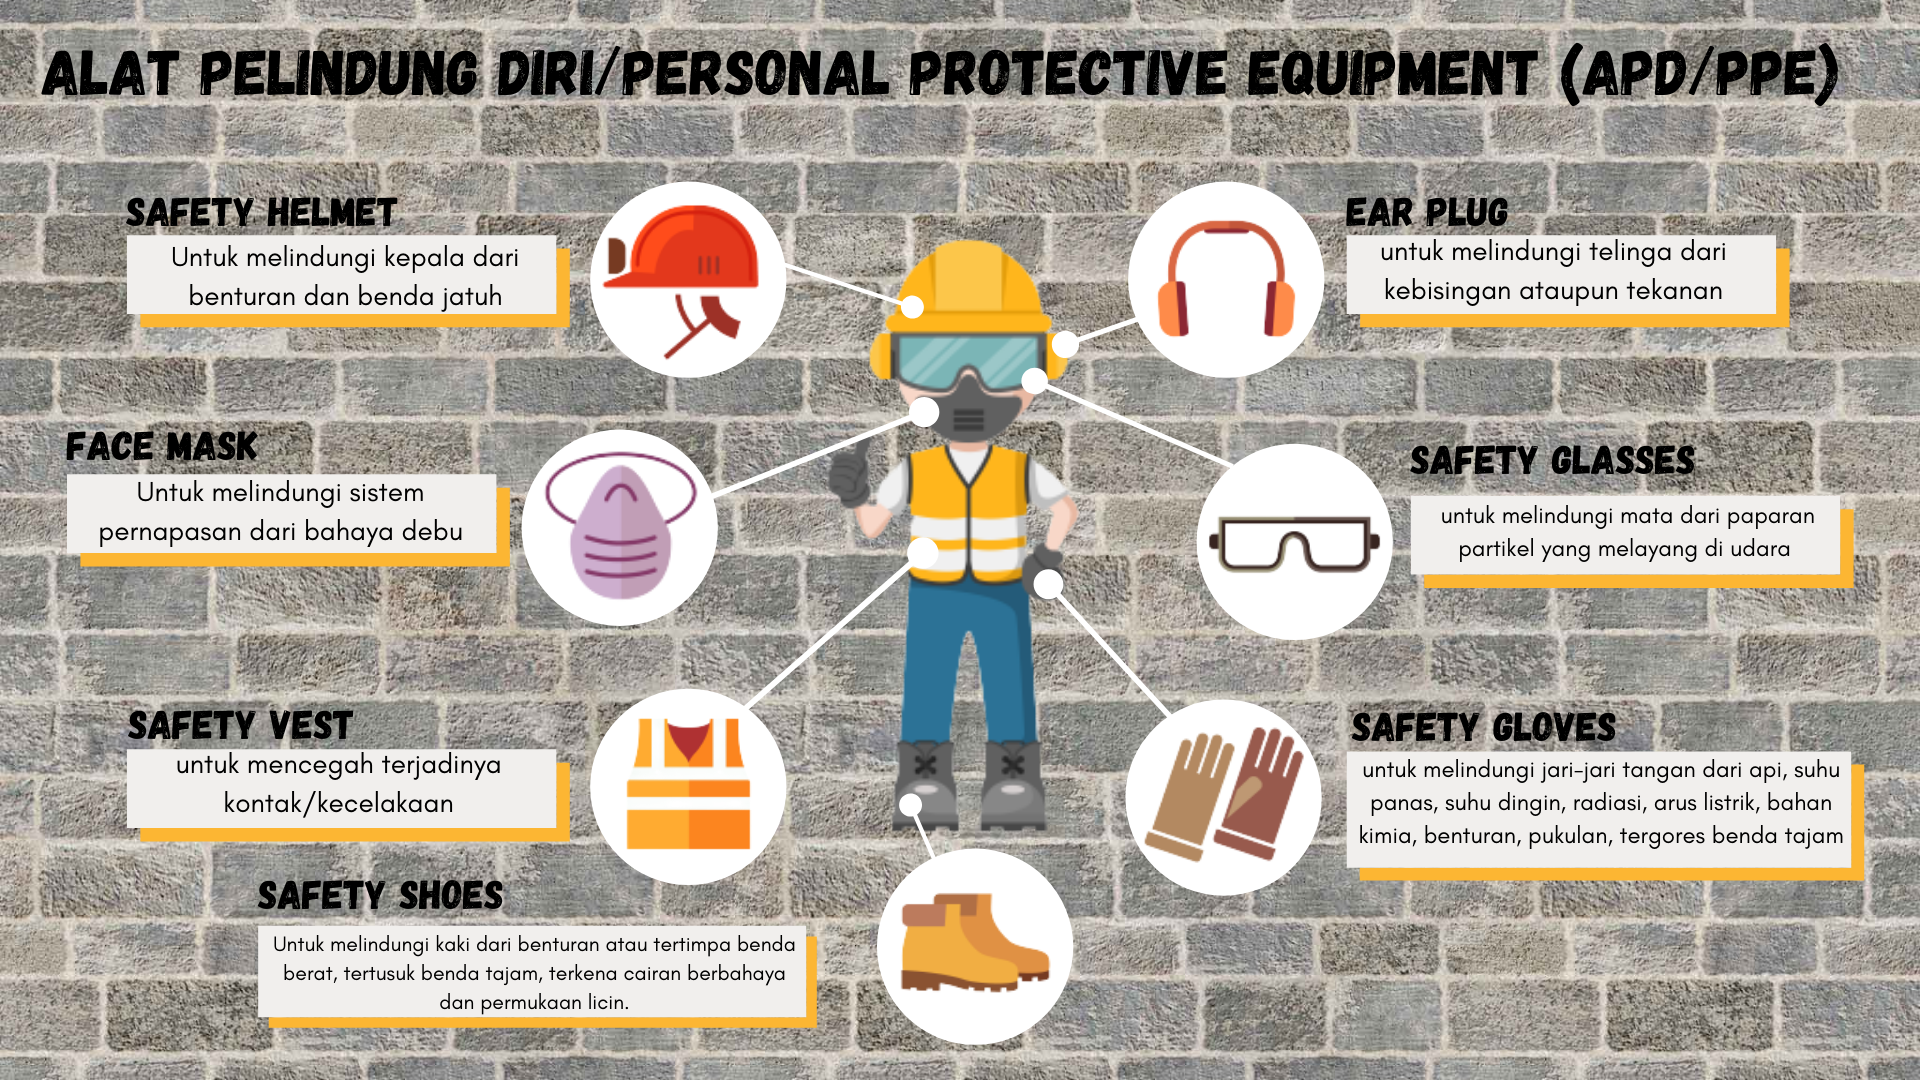 ALAT PELINDUNG DIRI/PERSONAL PROTECTIVE EQUIPMENT (APD/PPE)
SAFETY HELMET
Untuk melindungi kepala dari
benturan dan benda jatuh
EAR PLUG
untuk melindungi telinga dari
kebisingan ataupun tekanan
FACE MASK
Untuk melindungi sistem
pernapasan dari bahaya debu
SAFETY GLASSES
untuk melindungi mata dari paparan
partikel yang melayang di udara
SAFETY VEST
untuk mencegah terjadinya
kontak/kecelakaan
SAFETY GLOVES
untuk melindungi jari-jari tangan dari api, suhu
panas, suhu dingin, radiasi, arus listrik, bahan
kimia, benturan, pukulan, tergores benda tajam
SAFETY SHOES
Untuk melindungi kaki dari benturan atau tertimpa benda
berat, tertusuk benda tajam, terkena cairan berbahaya
dan permukaan licin.